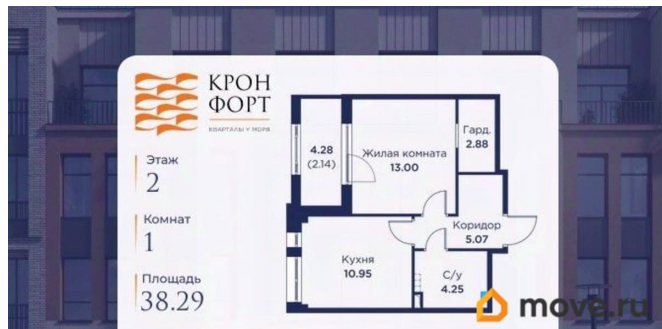 КРОН
ФОРТ
КВАРТАЛЫ У МОРЯ
Этаж
2
Комнат
1
Площадь
38.29
4.28
(2.14)
Жилая комната
13.00
Гард.
2.88
Коридор
5.07
Кухня
10.95
С/у
4.25
move.ru